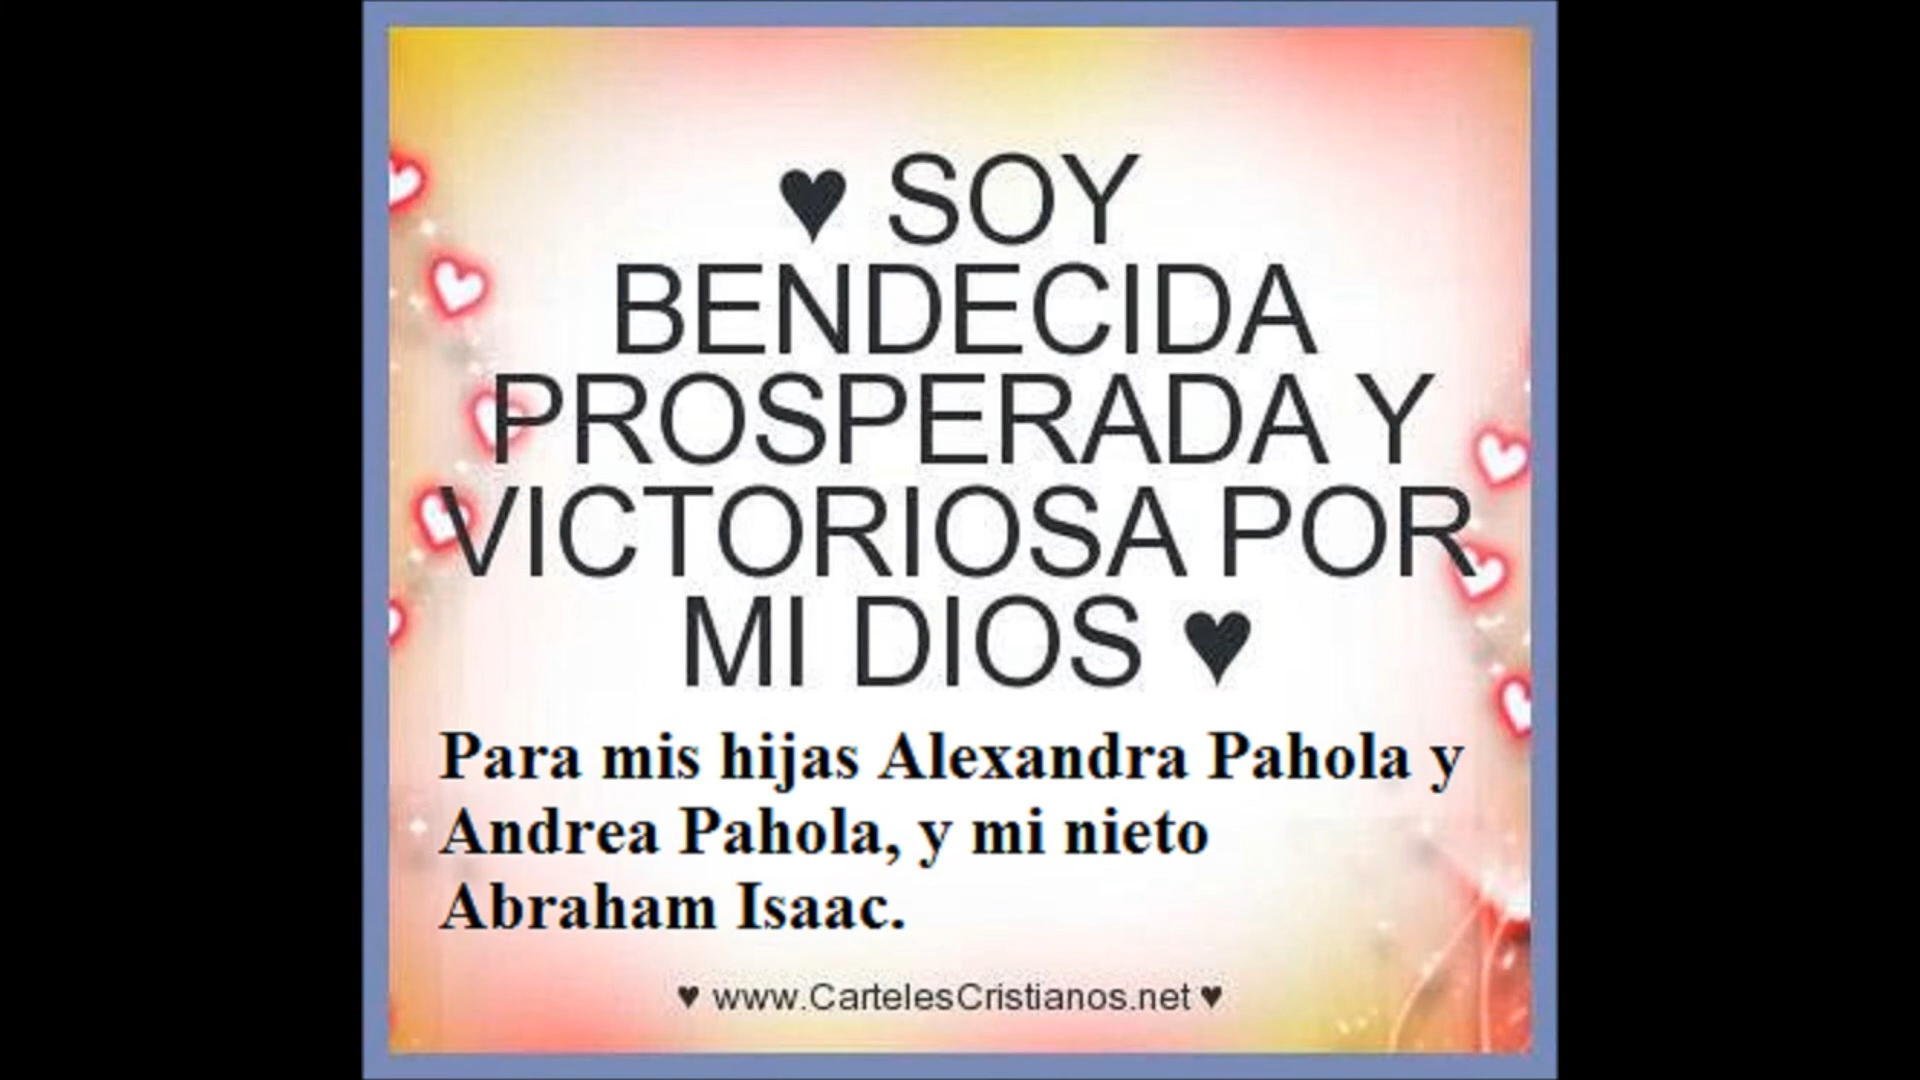 ♥ SOY
BENDECIDA
PROSPERADA Y
VICTORIOSA POR
MI DIOS ♥
Para mis hijas Alexandra Pahola y
Andrea Pahola, y mi nieto
Abraham Isaac.
♥ www.CartelesCristianos.net ♥